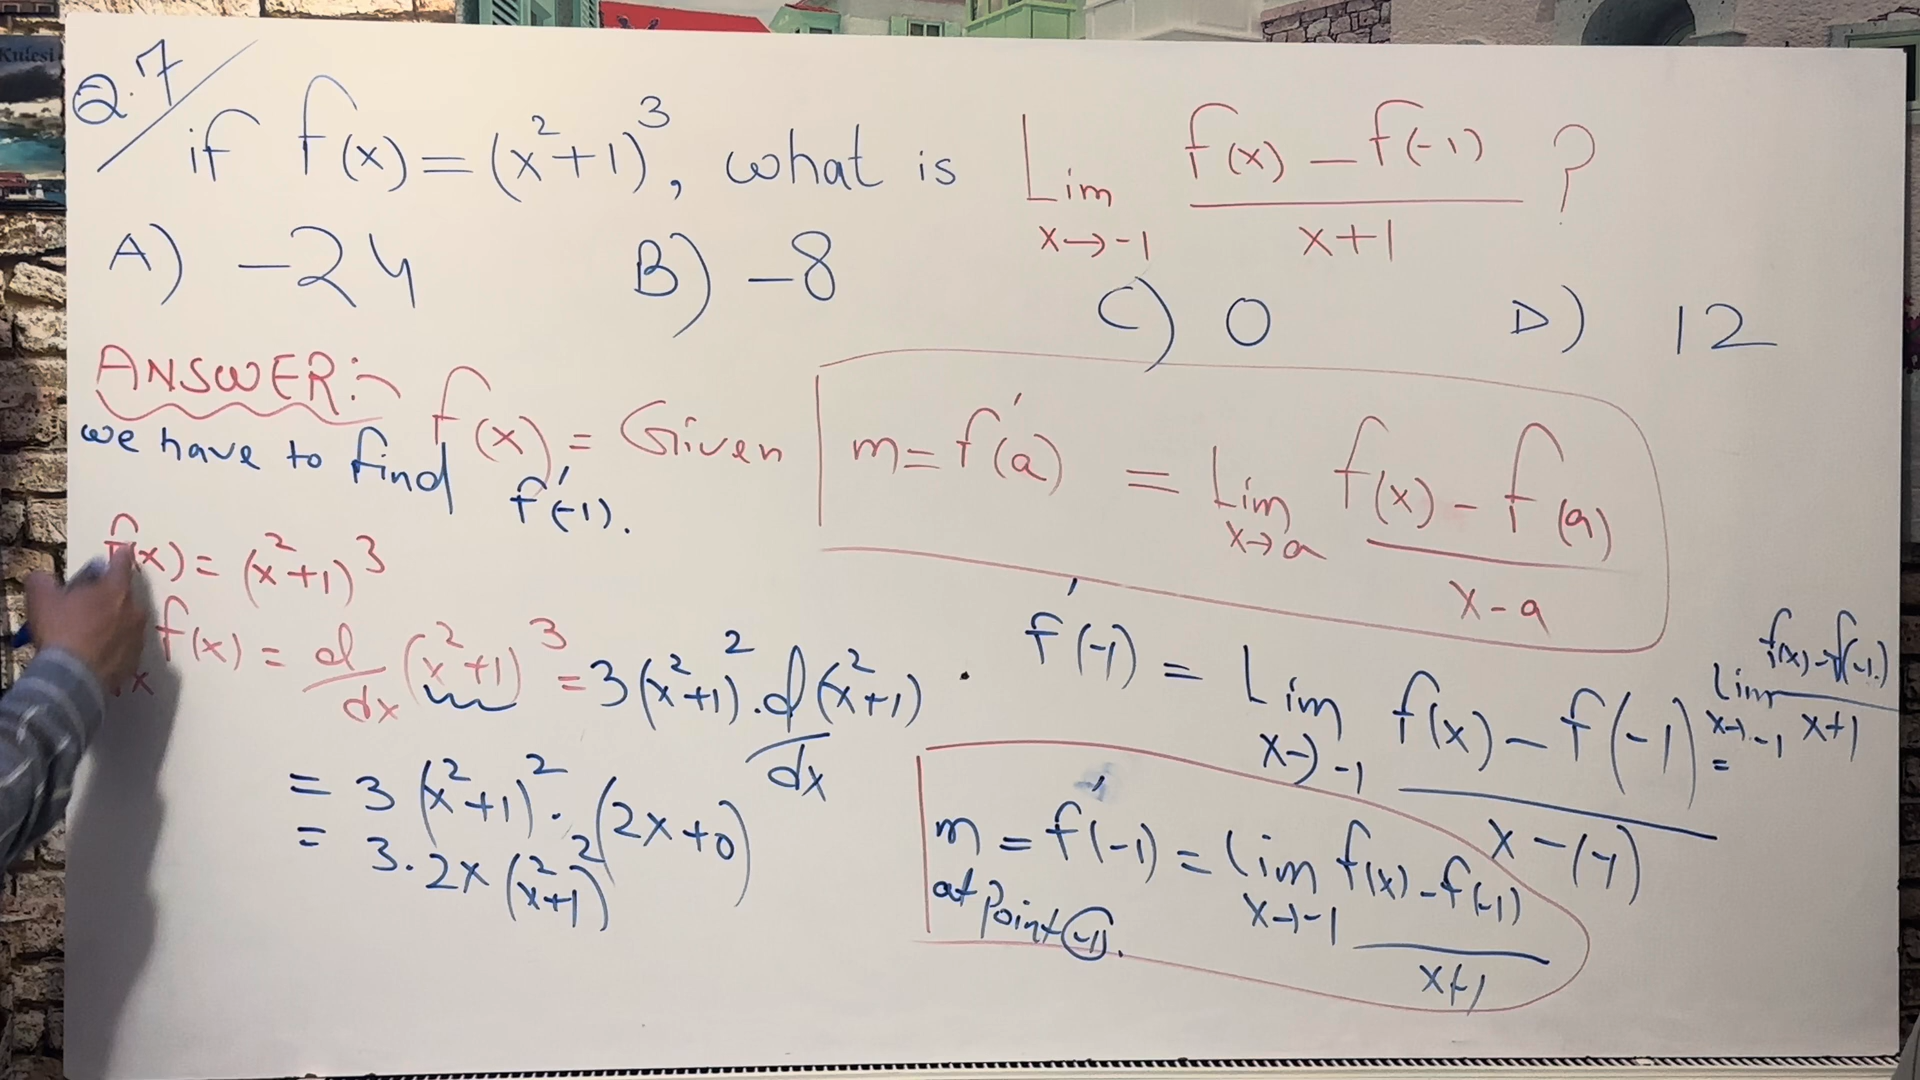 Kulesi
Q.7
if f(x) = (x²+1)³, what is Lim x→-1 f(x) - f(-1) / x+1 ?
A) -24 B) -8 C) 0 D) 12
ANSWER:- f(x) = Given
we have to find f'(-1).
m = f'(a) = Lim x→a f(x) - f(a) / x-a
f(x) = (x²+1)³
f(x) = d/dx (x²+1)³ = 3(x²+1)² . d(x²+1)/dx
= 3(x²+1)² . (2x+0)
= 3.2x(x²+1)²
f'(-1) = Lim x→-1 f(x) - f(-1) / x-(-1) = Lim x→-1 f(x) - f(-1) / x+1
m = f'(-1) = Lim x→-1 f(x) - f(-1) / x+1
at point -1.